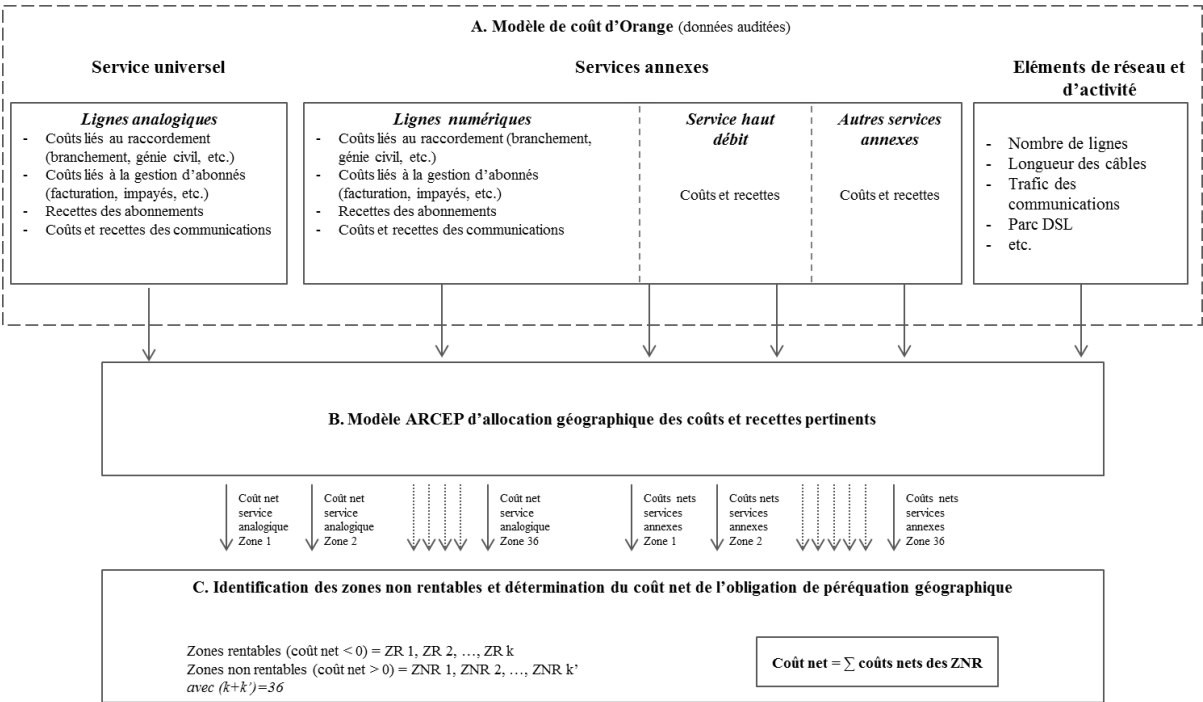 A. Modèle de coût d'Orange (données auditées)
Service universel
Services annexes
Eléments de réseau et
d'activité
Lignes analogiques
- Coûts liés au raccordement
(branchement, génie civil, etc.)
- Coûts liés à la gestion d'abonnés
(facturation, impayés, etc.)
- Recettes des abonnements
- Coûts et recettes des communications
Lignes numériques
- Coûts liés au raccordement (branchement,
génie civil, etc.)
- Coûts liés à la gestion d'abonnés
(facturation, impayés, etc.)
- Recettes des abonnements
- Coûts et recettes des communications
Service haut
débit
Coûts et recettes
Autres services
annexes
Coûts et recettes
- Nombre de lignes
- Longueur des câbles
- Trafic des
communications
- Parc DSL
- etc.
B. Modèle ARCEP d'allocation géographique des coûts et recettes pertinents
Coût net
service
analogique
Zone 1
Coût net
service
analogique
Zone 2
Coût net
service
analogique
Zone 36
Coûts nets
services
annexes
Zone 1
Coûts nets
services
annexes
Zone 2
Coûts nets
services
annexes
Zone 36
C. Identification des zones non rentables et détermination du coût net de l'obligation de péréquation géographique
Zones rentables (coût net < 0) = ZR 1, ZR 2, …, ZR k
Zones non rentables (coût net > 0) = ZNR 1, ZNR 2, …, ZNR k'
avec (k+k')=36
Coût net = ∑ coûts nets des ZNR